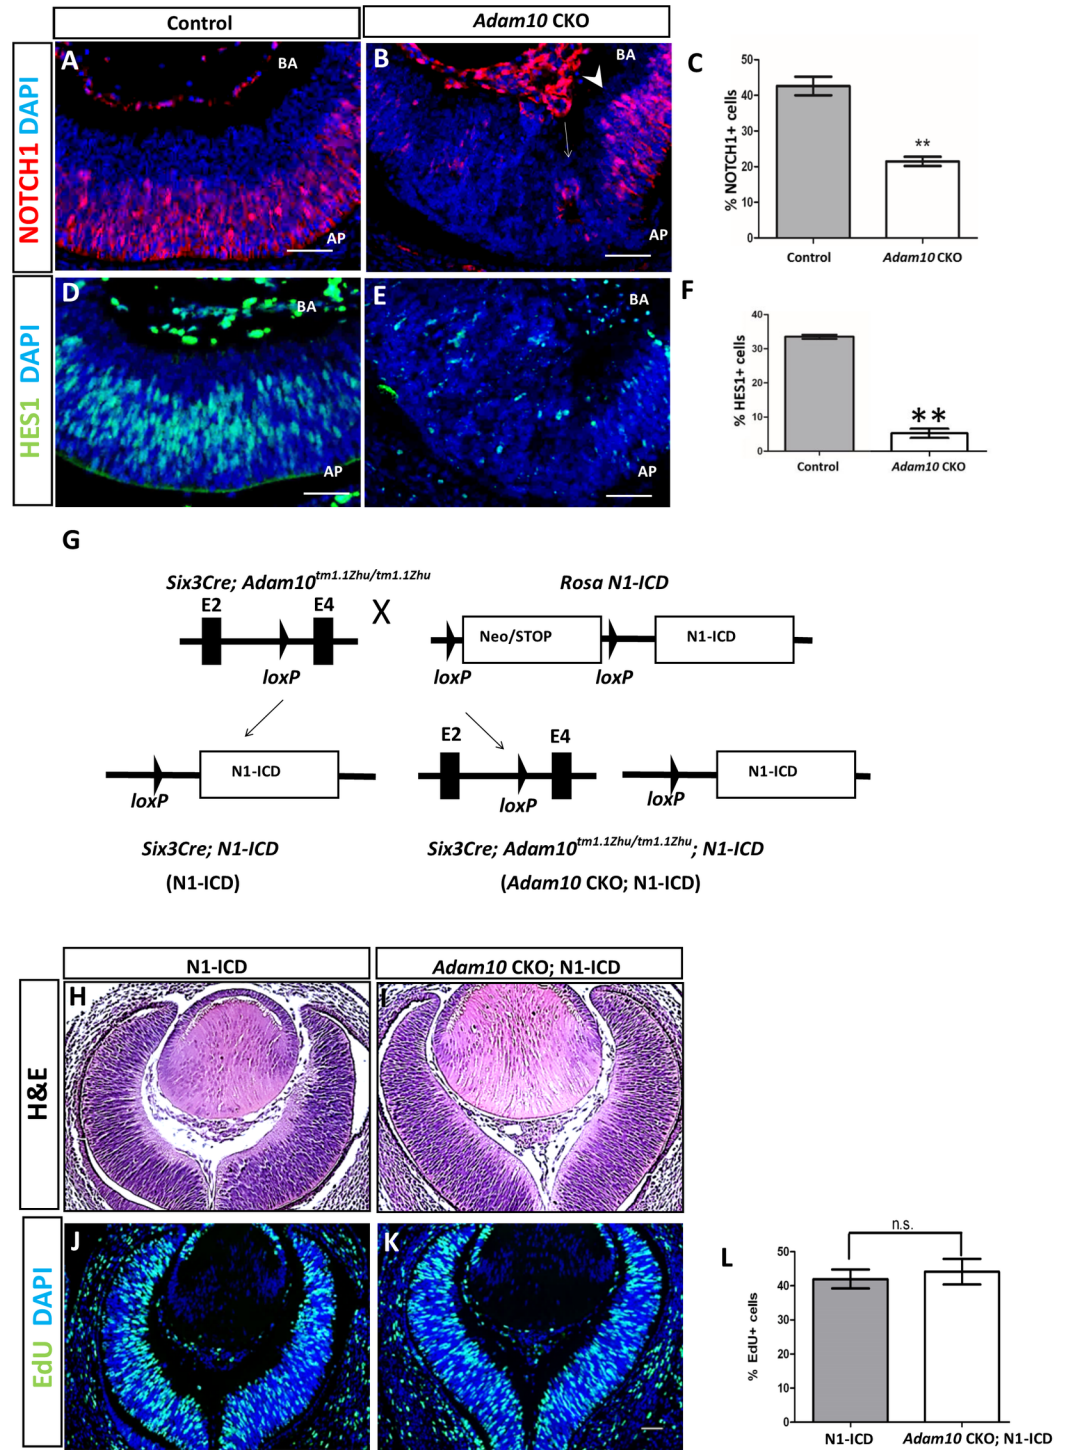 Control
Adam10 CKO
NOTCH1 DAPI
A
BA
AP
B
BA
AP
C
% NOTCH1+ cells
50
40
30
20
10
0
**
Control
Adam10 CKO
HES1 DAPI
D
BA
AP
E
BA
AP
F
% HES1+ cells
40
30
20
10
0
**
Control
Adam10 CKO
G
Six3Cre; Adam10tm1.1Zhu/tm1.1Zhu
X
Rosa N1-ICD
E2
E4
loxP
Neo/STOP
N1-ICD
loxP
loxP
N1-ICD
loxP
E2
E4
loxP
N1-ICD
loxP
Six3Cre; N1-ICD
(N1-ICD)
Six3Cre; Adam10tm1.1Zhu/tm1.1Zhu; N1-ICD
(Adam10 CKO; N1-ICD)
N1-ICD
Adam10 CKO; N1-ICD
H&E
H
I
EdU DAPI
J
K
L
% EdU+ cells
50
40
30
20
10
0
n.s.
N1-ICD
Adam10 CKO; N1-ICD